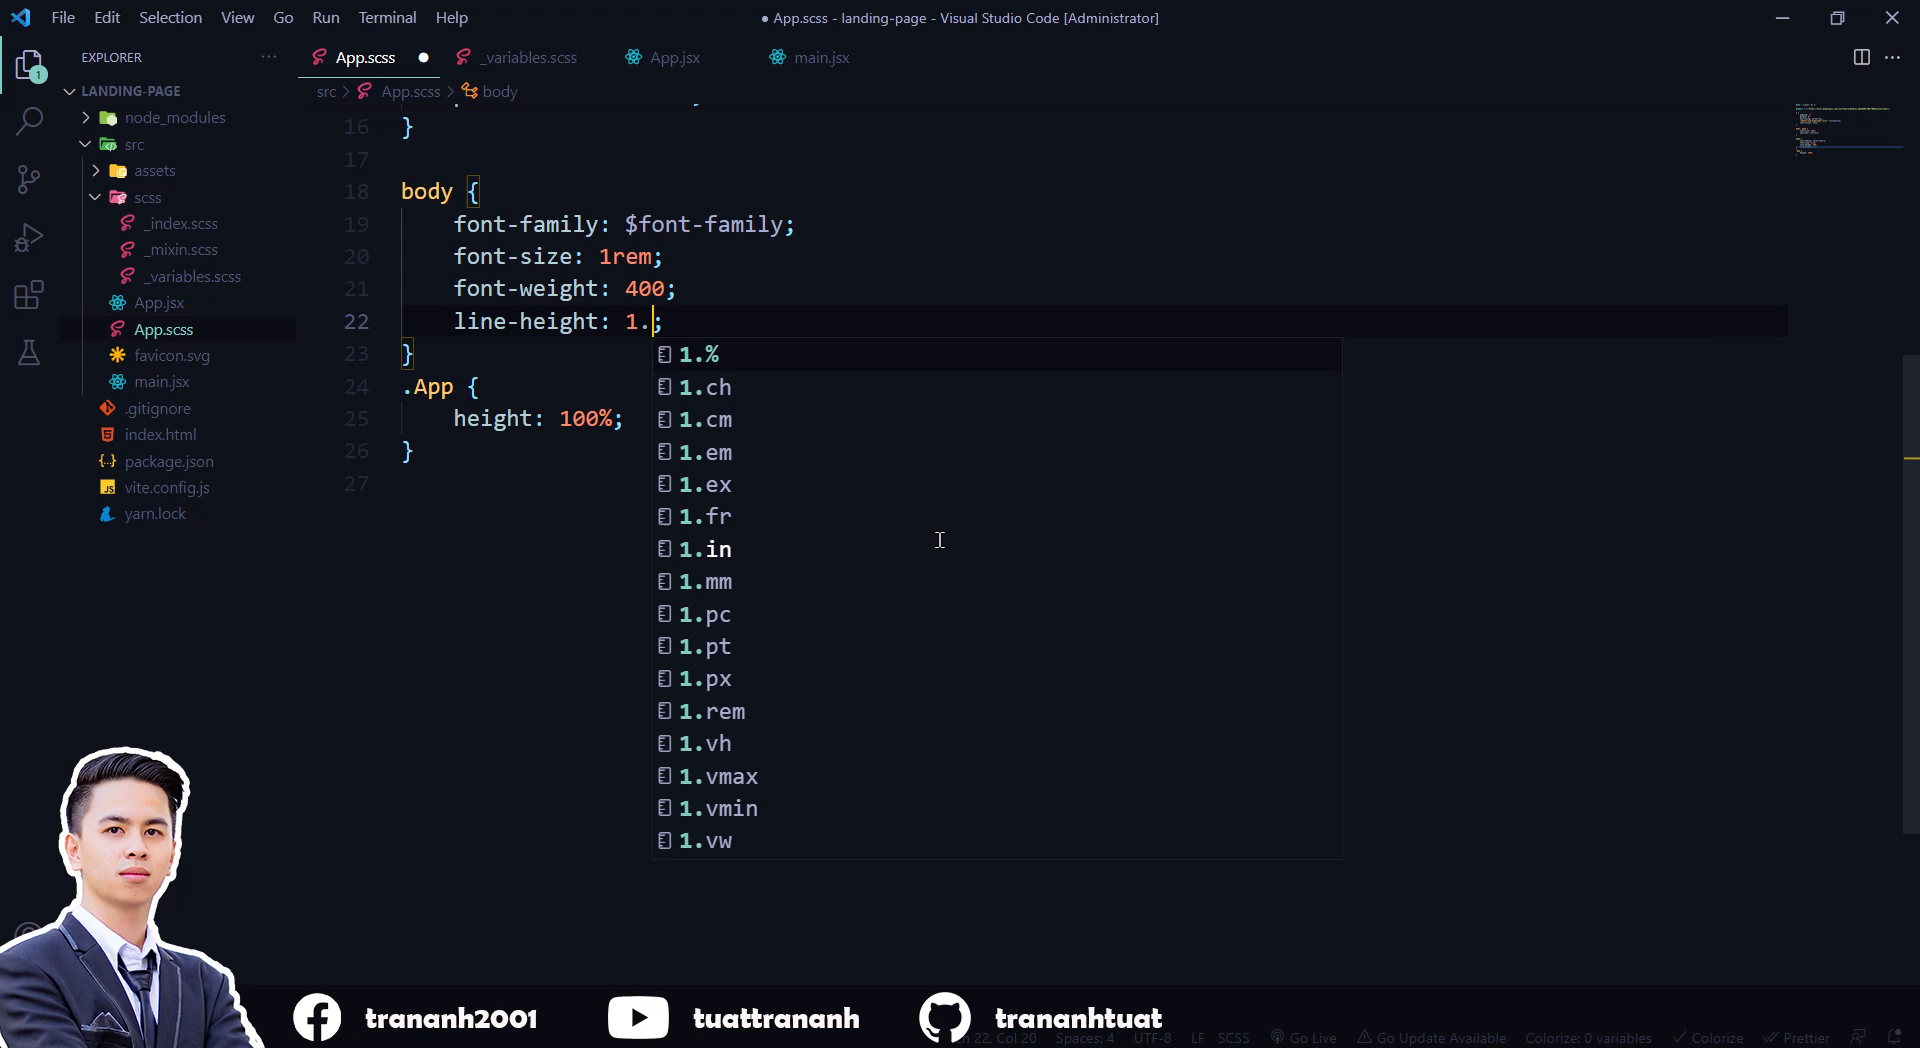 File Edit Selection View Go Run Terminal Help
● App.scss - landing-page - Visual Studio Code [Administrator]
EXPLORER
App.scss
_variables.scss
App.jsx
main.jsx
LANDING-PAGE
src > App.scss > body
node_modules
src
assets
scss
_index.scss
_mixin.scss
_variables.scss
App.jsx
App.scss
favicon.svg
main.jsx
.gitignore
index.html
package.json
vite.config.js
yarn.lock
1
16 }
17
18 body {
19 font-family: $font-family;
20 font-size: 1rem;
21 font-weight: 400;
22 line-height: 1.;
23 }
24 .App {
25 height: 100%;
26 }
27
1.%
1.ch
1.cm
1.em
1.ex
1.fr
1.in
1.mm
1.pc
1.pt
1.px
1.rem
1.vh
1.vmax
1.vmin
1.vw
trananh2001
tuattrananh
trananhtuat
22, Col 20 Spaces: 4 UTF-8 LF SCSS Go Live Go Update Available Colorize: 0 variables Colorize Prettier